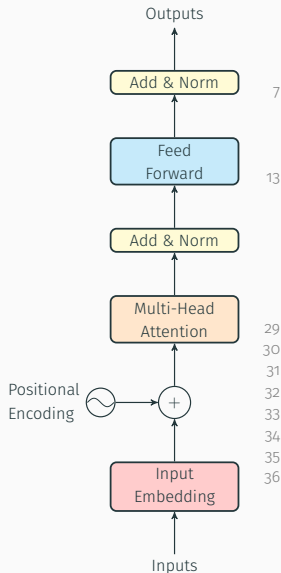 Outputs
Add & Norm
7
Feed
Forward
13
Add & Norm
Multi-Head
Attention
29
30
31
Positional
Encoding
+
32
33
34
35
36
Input
Embedding
Inputs